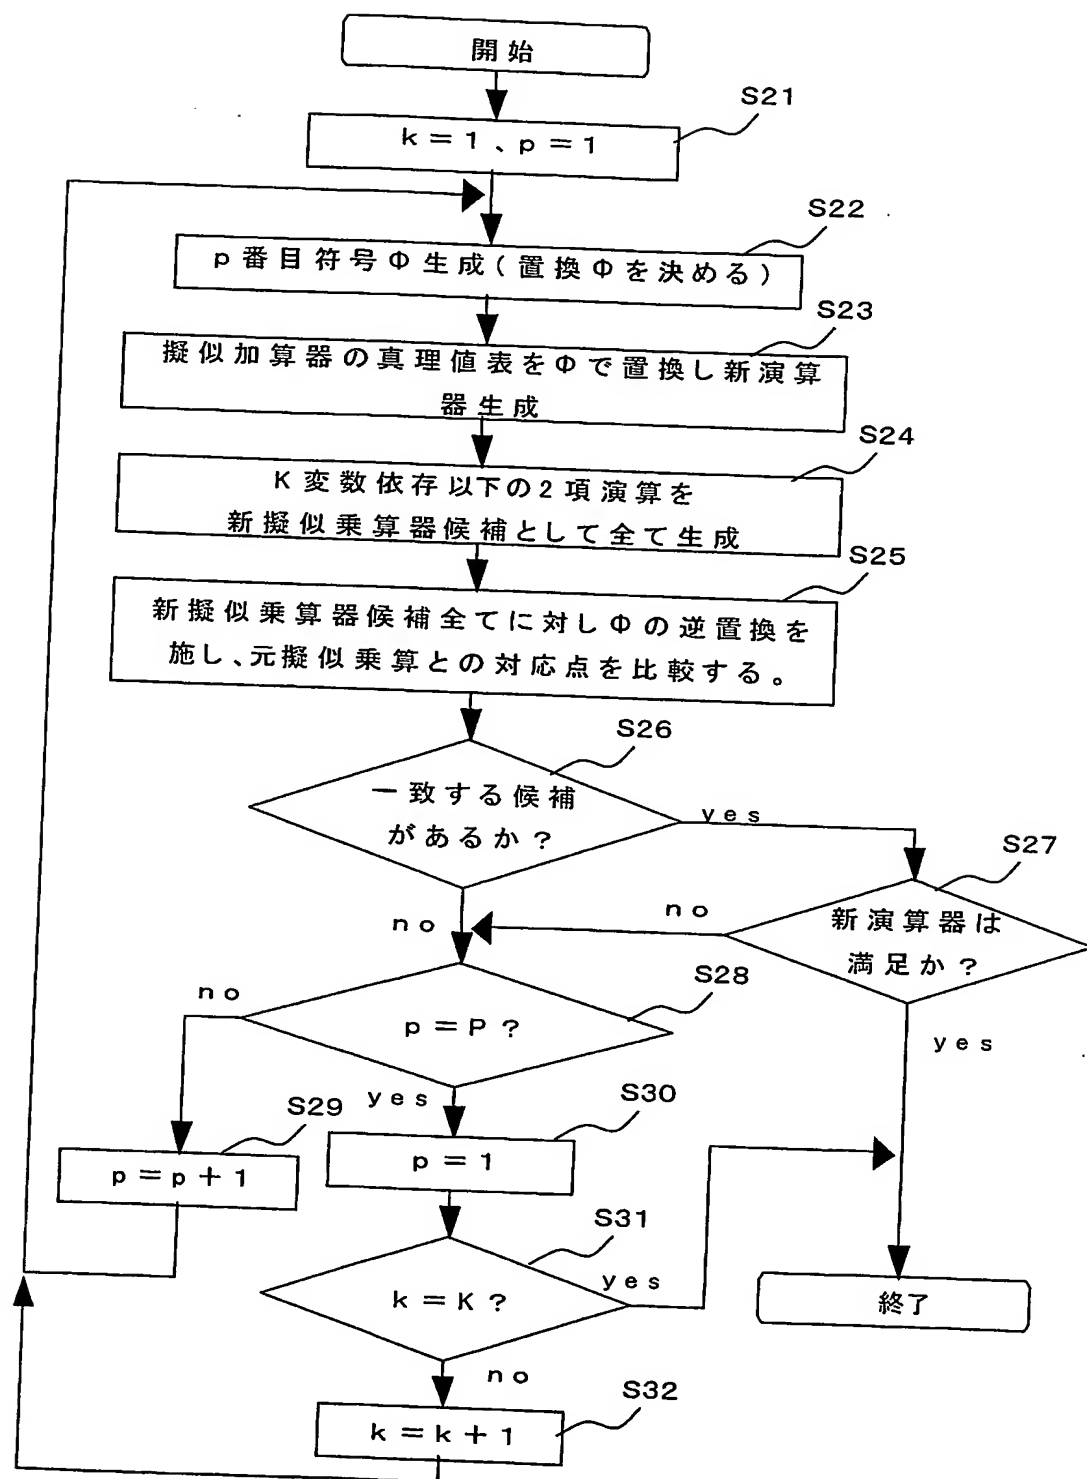 開始
S21
k=1、p=1
S22
p番目符号Φ生成(置換Φを決める)
S23
擬似加算器の真理値表をΦで置換し新演算
器生成
S24
K変数依存以下の2項演算を
新擬似乗算器候補として全て生成
S25
新擬似乗算器候補全てに対しΦの逆置換を
施し、元擬似乗算との対応点を比較する。
S26
一致する候補
があるか?
yes
S27
新演算器は
満足か?
no
no
yes
S28
p=P?
no
yes
S29
p=p+1
S30
p=1
S31
k=K?
yes
終了
no
S32
k=k+1